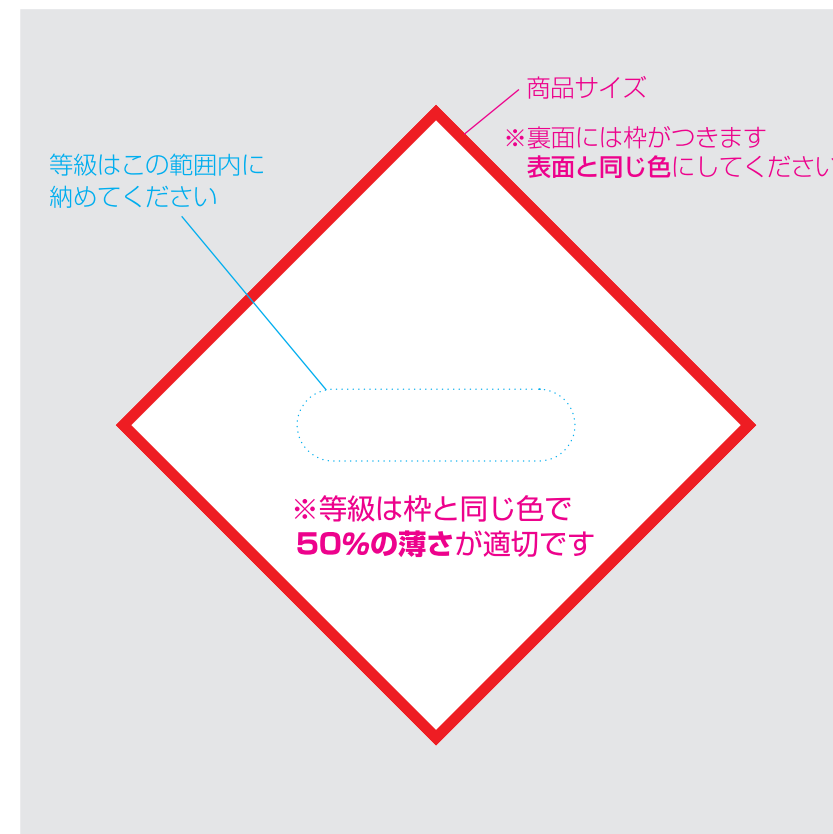 商品サイズ
※裏面には枠がつきます
表面と同じ色にしてください
等級はこの範囲内に
納めてください
※等級は枠と同じ色で
50%の薄さが適切です